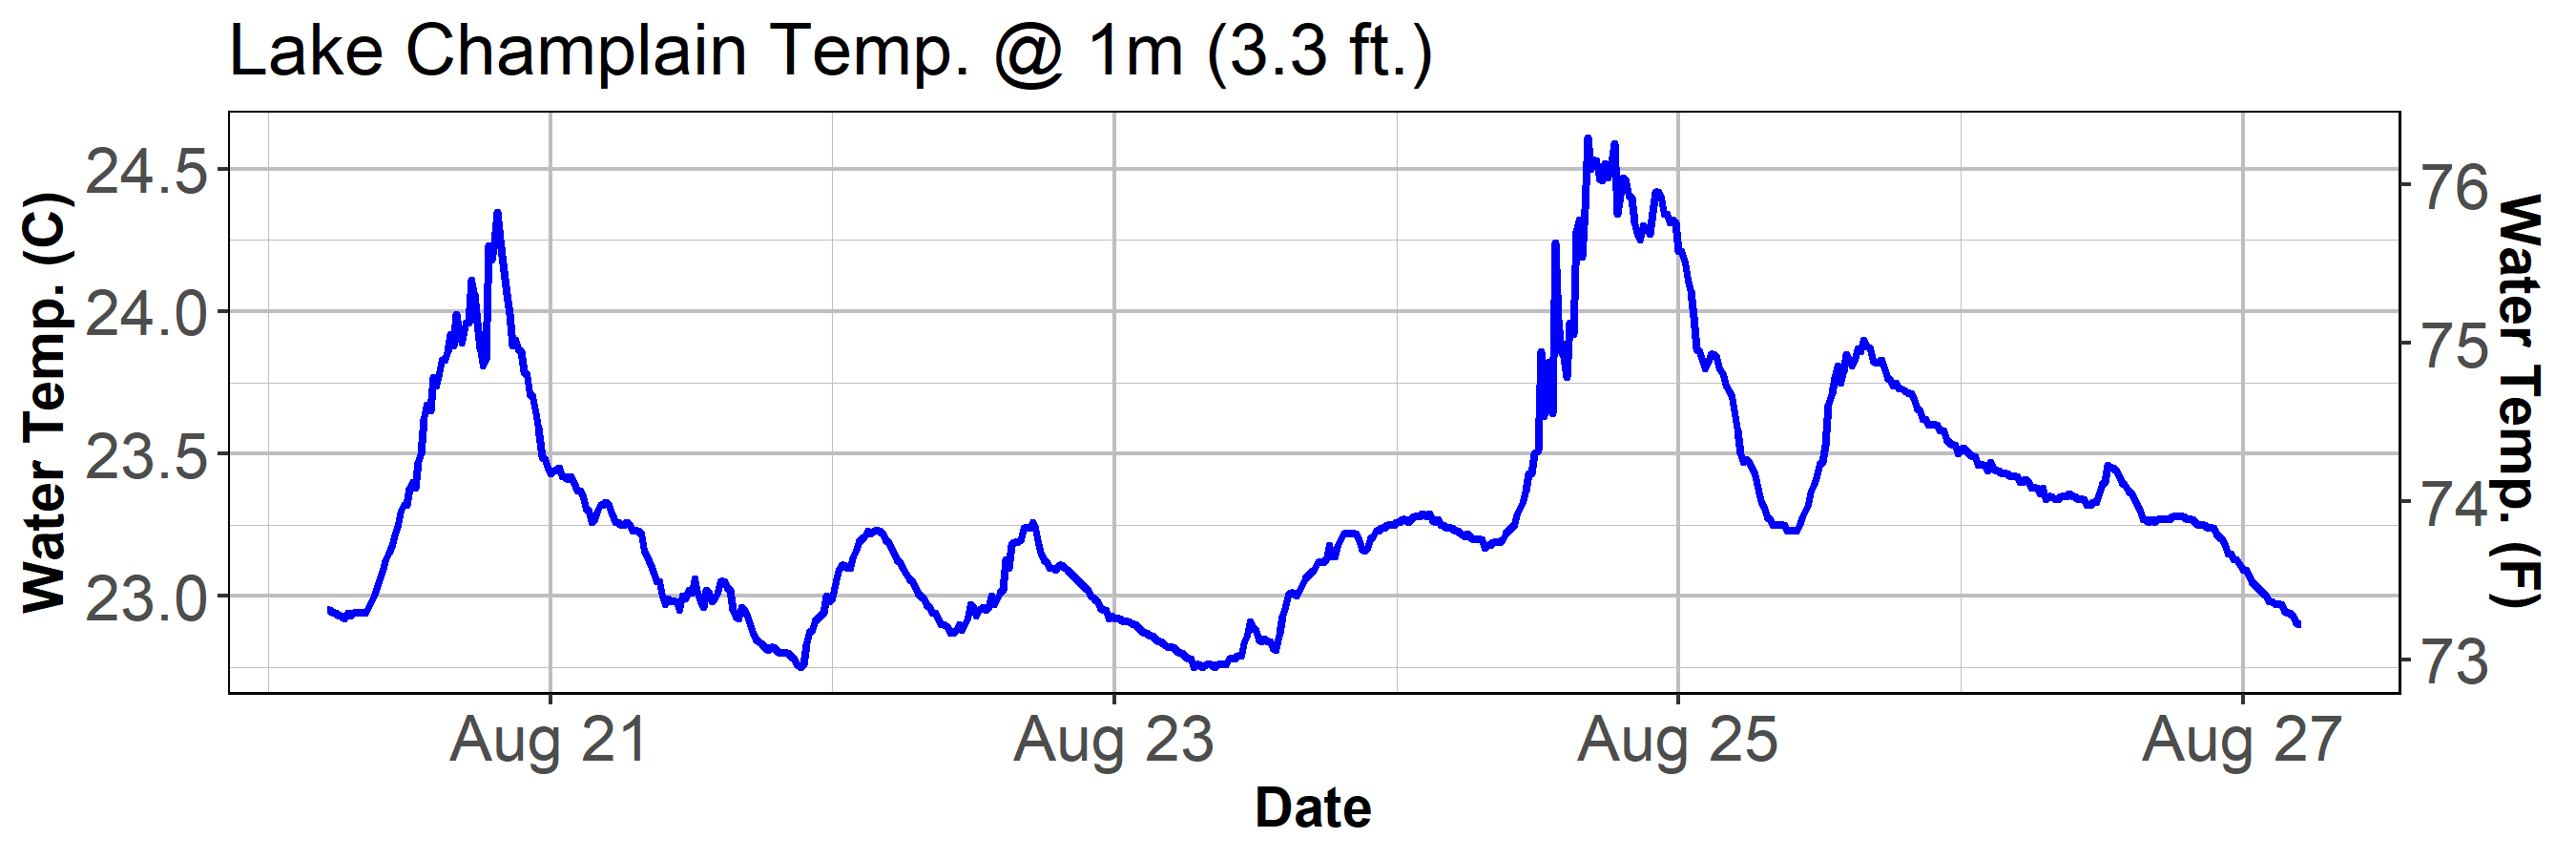 Lake Champlain Temp. @ 1m (3.3 ft.)
Water Temp. (C)
24.5
24.0
23.5
23.0
76
75
74
73
Water Temp. (F)
Aug 21 Aug 23 Aug 25 Aug 27
Date